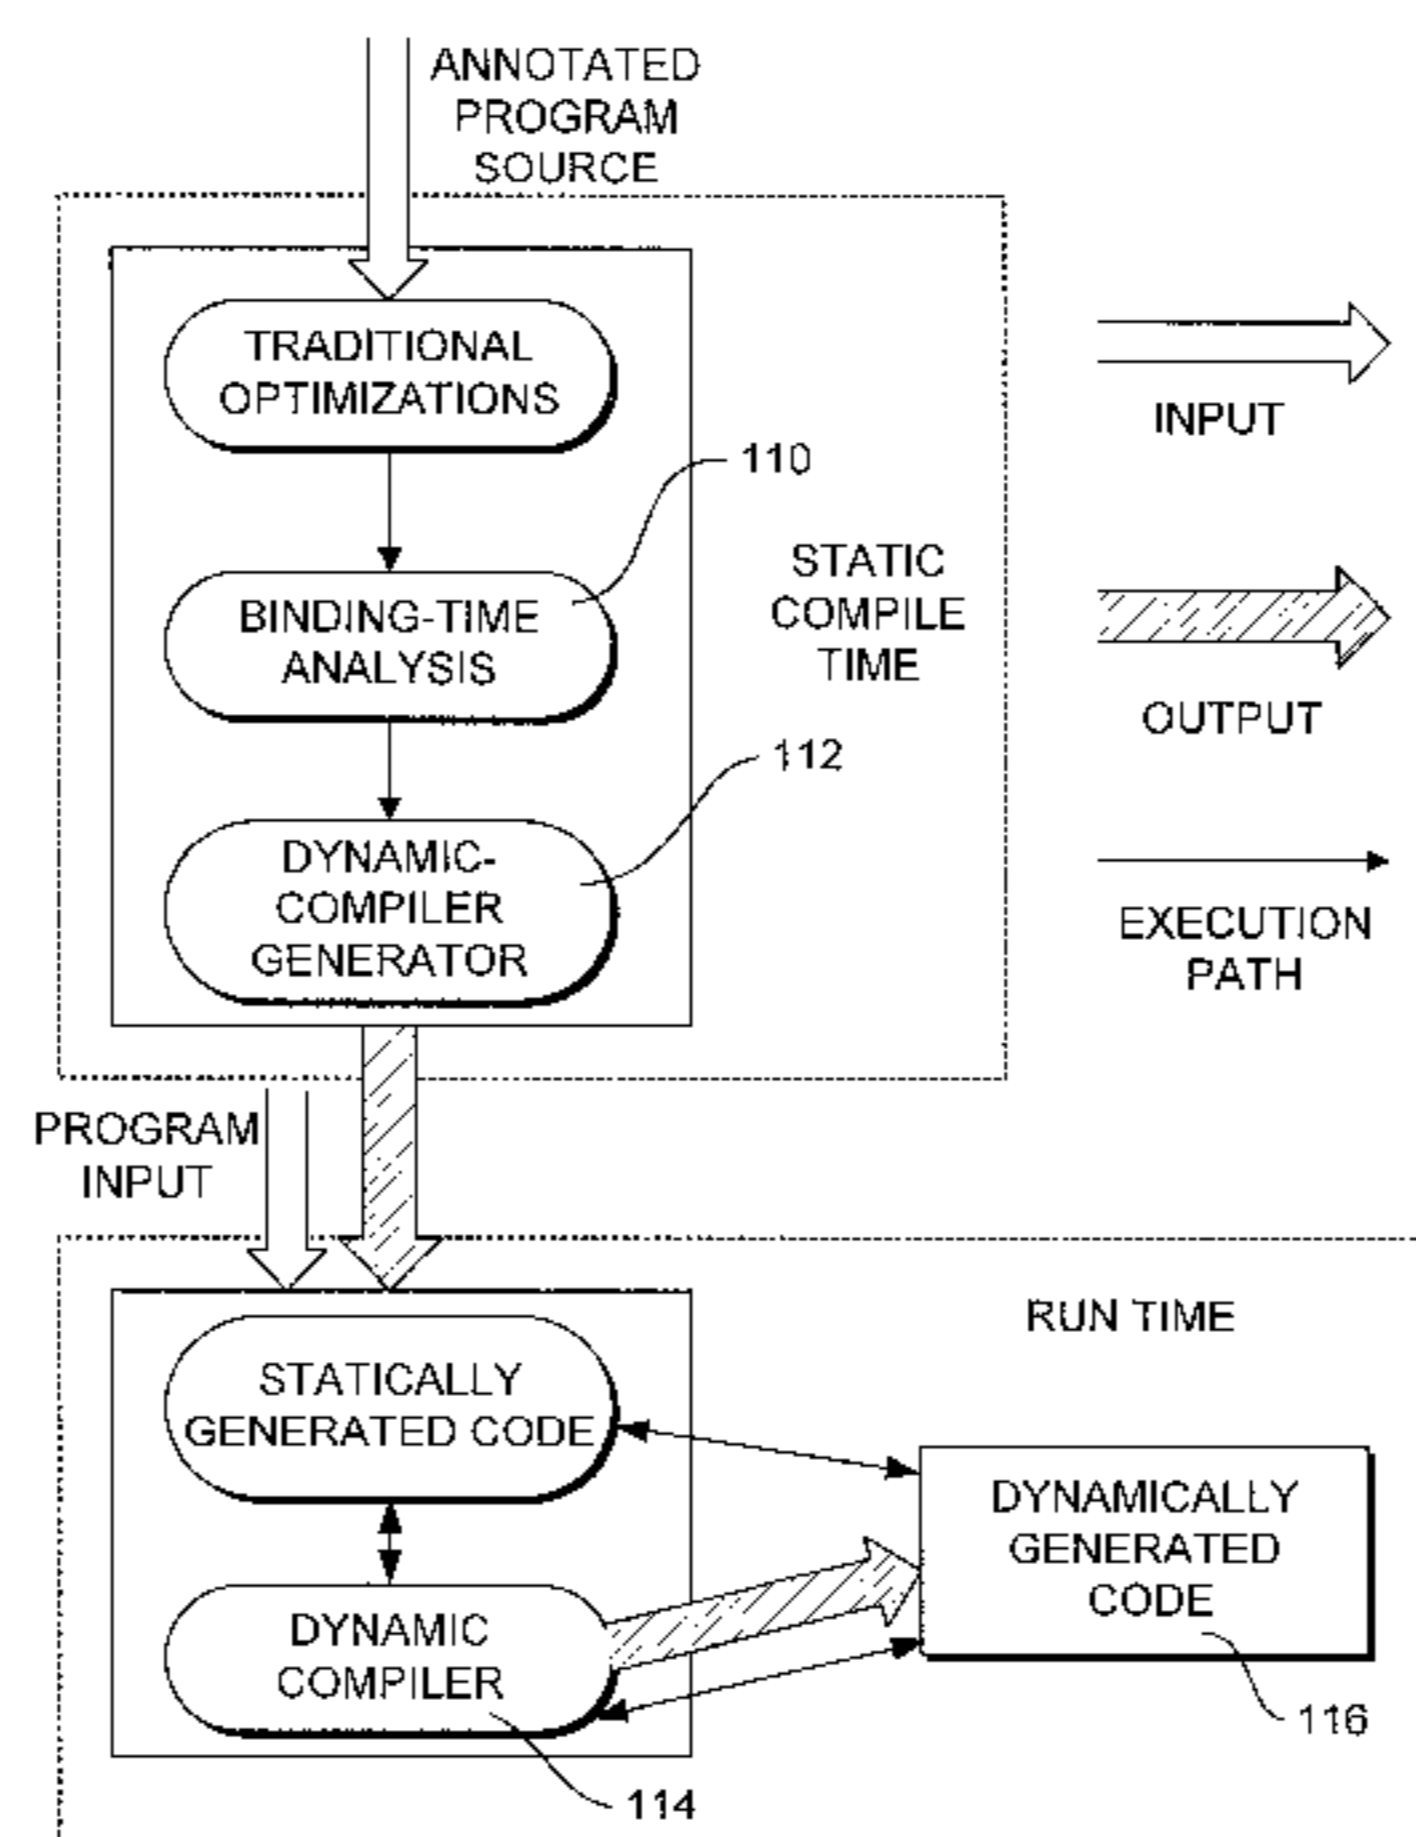 ANNOTATED
PROGRAM
SOURCE
TRADITIONAL
OPTIMIZATIONS
110
BINDING-TIME
ANALYSIS
112
DYNAMIC-
COMPILER
GENERATOR
STATIC
COMPILE
TIME
INPUT
OUTPUT
EXECUTION
PATH
PROGRAM
INPUT
RUN TIME
STATICALLY
GENERATED CODE
DYNAMICALLY
GENERATED
CODE
116
DYNAMIC
COMPILER
114